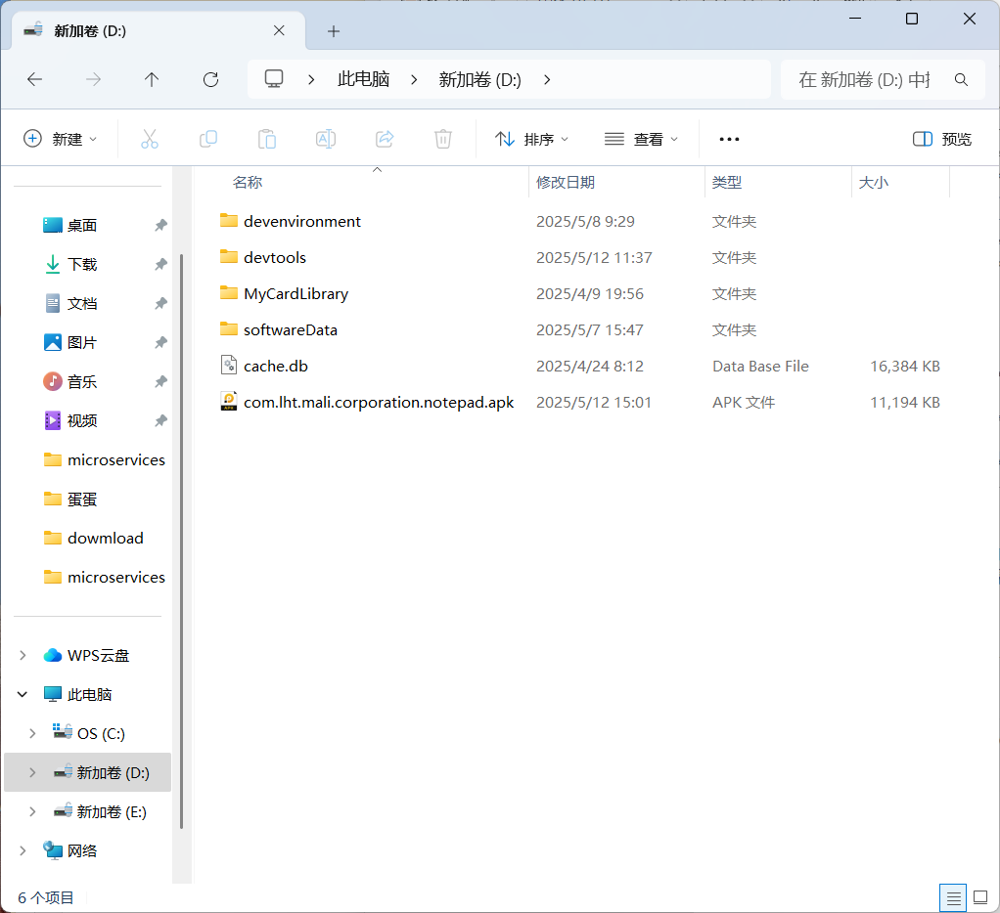 新加卷 (D:)
此电脑 新加卷 (D:) 在 新加卷 (D:) 中
新建 排序 查看 预览
名称 修改日期 类型 大小
devenvironment 2025/5/8 9:29 文件夹
devtools 2025/5/12 11:37 文件夹
MyCardLibrary 2025/4/9 19:56 文件夹
softwareData 2025/5/7 15:47 文件夹
cache.db 2025/4/24 8:12 Data Base File 16,384 KB
com.lht.mali.corporation.notepad.apk 2025/5/12 15:01 APK 文件 11,194 KB
桌面
下载
文档
图片
音乐
视频
microservices
蛋蛋
dowmload
microservices
WPS云盘
此电脑
OS (C:)
新加卷 (D:)
新加卷 (E:)
网络
6 个项目